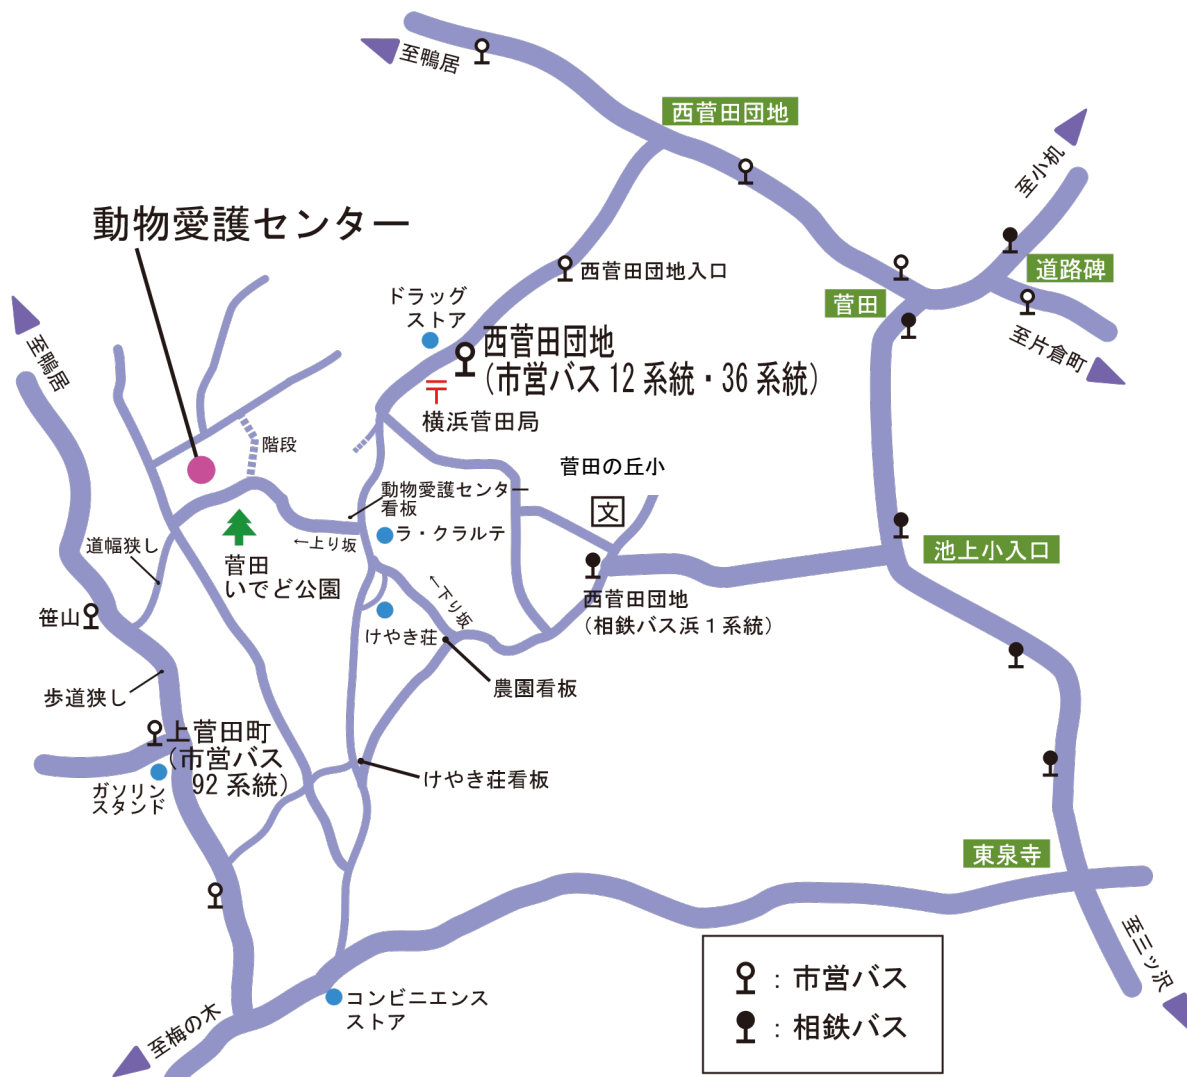 至鴨居
西菅田団地
至小机
動物愛護センター
道路碑
西菅田団地入口
菅田
ドラッグ
ストア
至鴨居
西菅田団地
(市営バス12系統・36系統)
至片倉町
〒
横浜菅田局
階段
菅田の丘小
動物愛護センター
看板
文
ラ・クラルテ
←上り坂
道幅狭し
池上小入口
菅田
いでど公園
←下り坂
西菅田団地
(相鉄バス浜1系統)
笹山
けやき荘
農園看板
歩道狭し
上菅田町
(市営バス
92系統)
けやき荘看板
ガソリン
スタンド
東泉寺
至三ッ沢
:市営バス
コンビニエンス
ストア
:相鉄バス
至梅の木